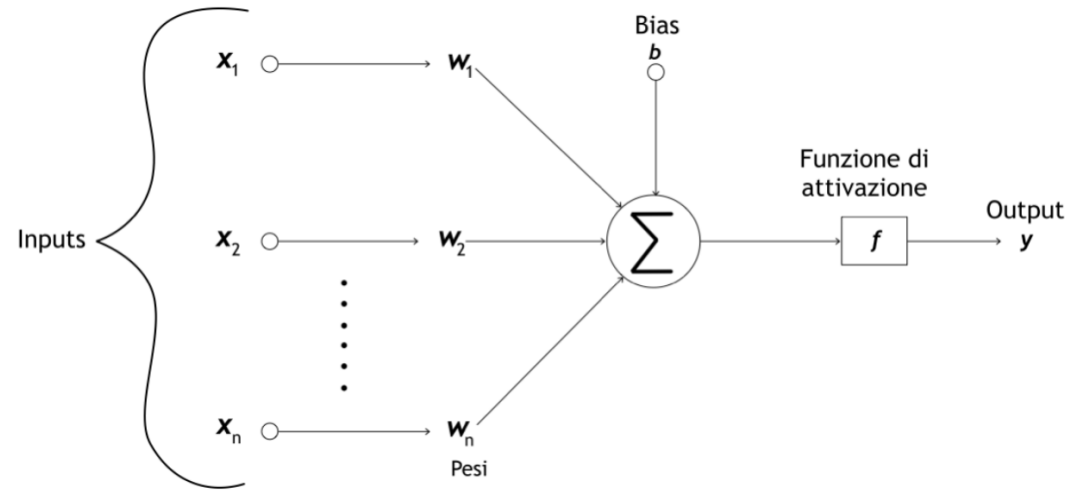 Inputs
x₁
w₁
Bias
b
x₂
w₂
∑
Funzione di
attivazione
f
Output
y
xₙ
wₙ
Pesi